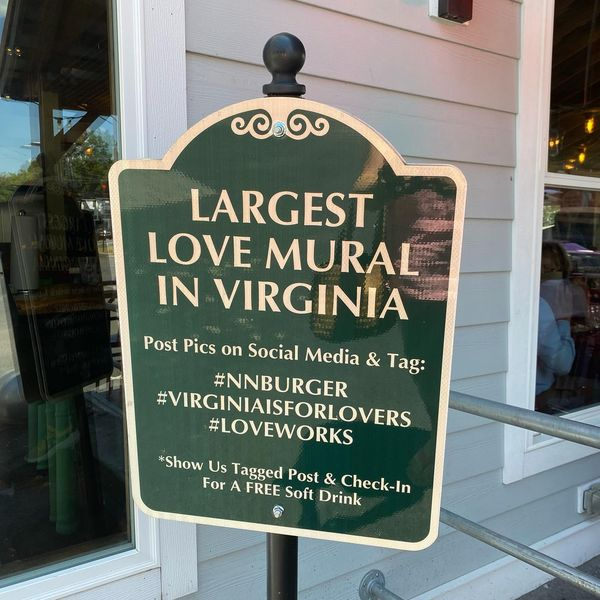 LARGEST
LOVE MURAL
IN VIRGINIA
Post Pics on Social Media & Tag:
#NNBURGER
#VIRGINIAISFORLOVERS
#LOVEWORKS
*Show Us Tagged Post & Check-In
For A FREE Soft Drink